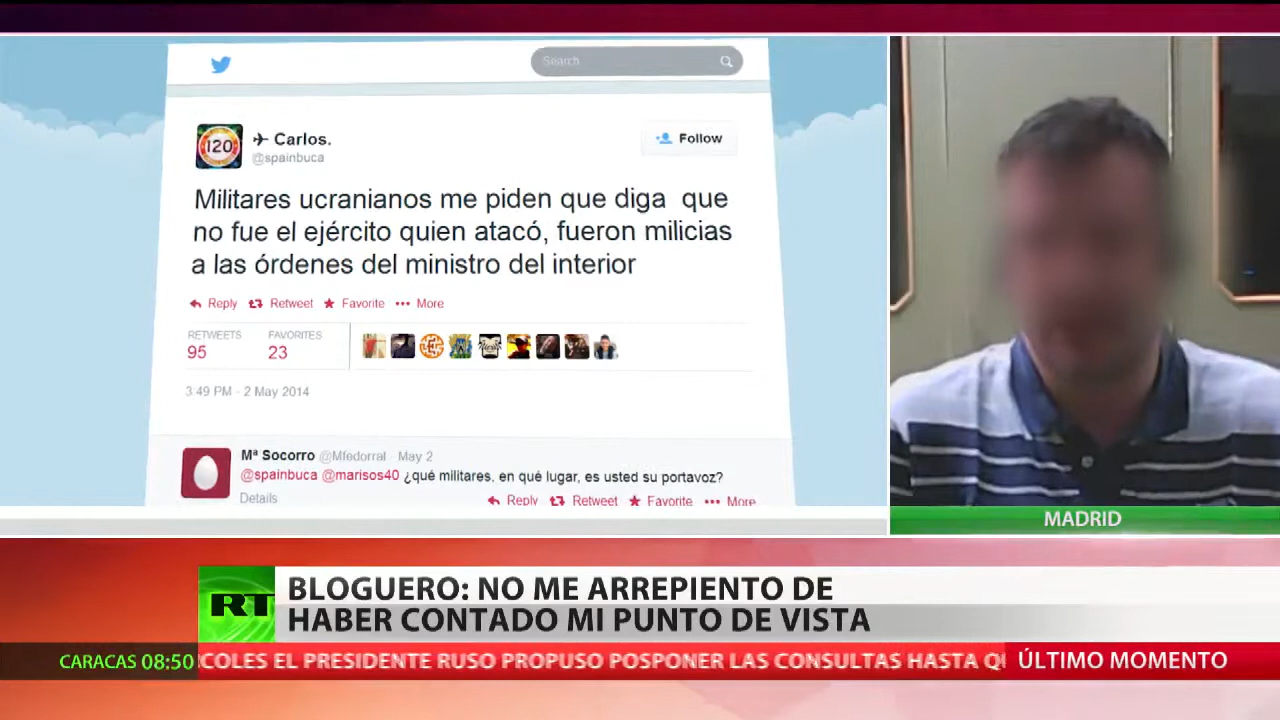 Search
120
✈ Carlos.
@spainbuca
Follow
Militares ucranianos me piden que diga que
no fue el ejército quien atacó, fueron milicias
a las órdenes del ministro del interior
Reply Retweet Favorite More
RETWEETS FAVORITES
95 23
3:49 PM - 2 May 2014
Mª Socorro @Mfedorral · May 2
@spainbuca @marisos40 ¿qué militares, en qué lugar, es usted su portavoz?
Details
Reply Retweet Favorite More
MADRID
RT
BLOGUERO: NO ME ARREPIENTO DE
HABER CONTADO MI PUNTO DE VISTA
CARACAS 08:50
COLES EL PRESIDENTE RUSO PROPUSO POSPONER LAS CONSULTAS HASTA
ÚLTIMO MOMENTO